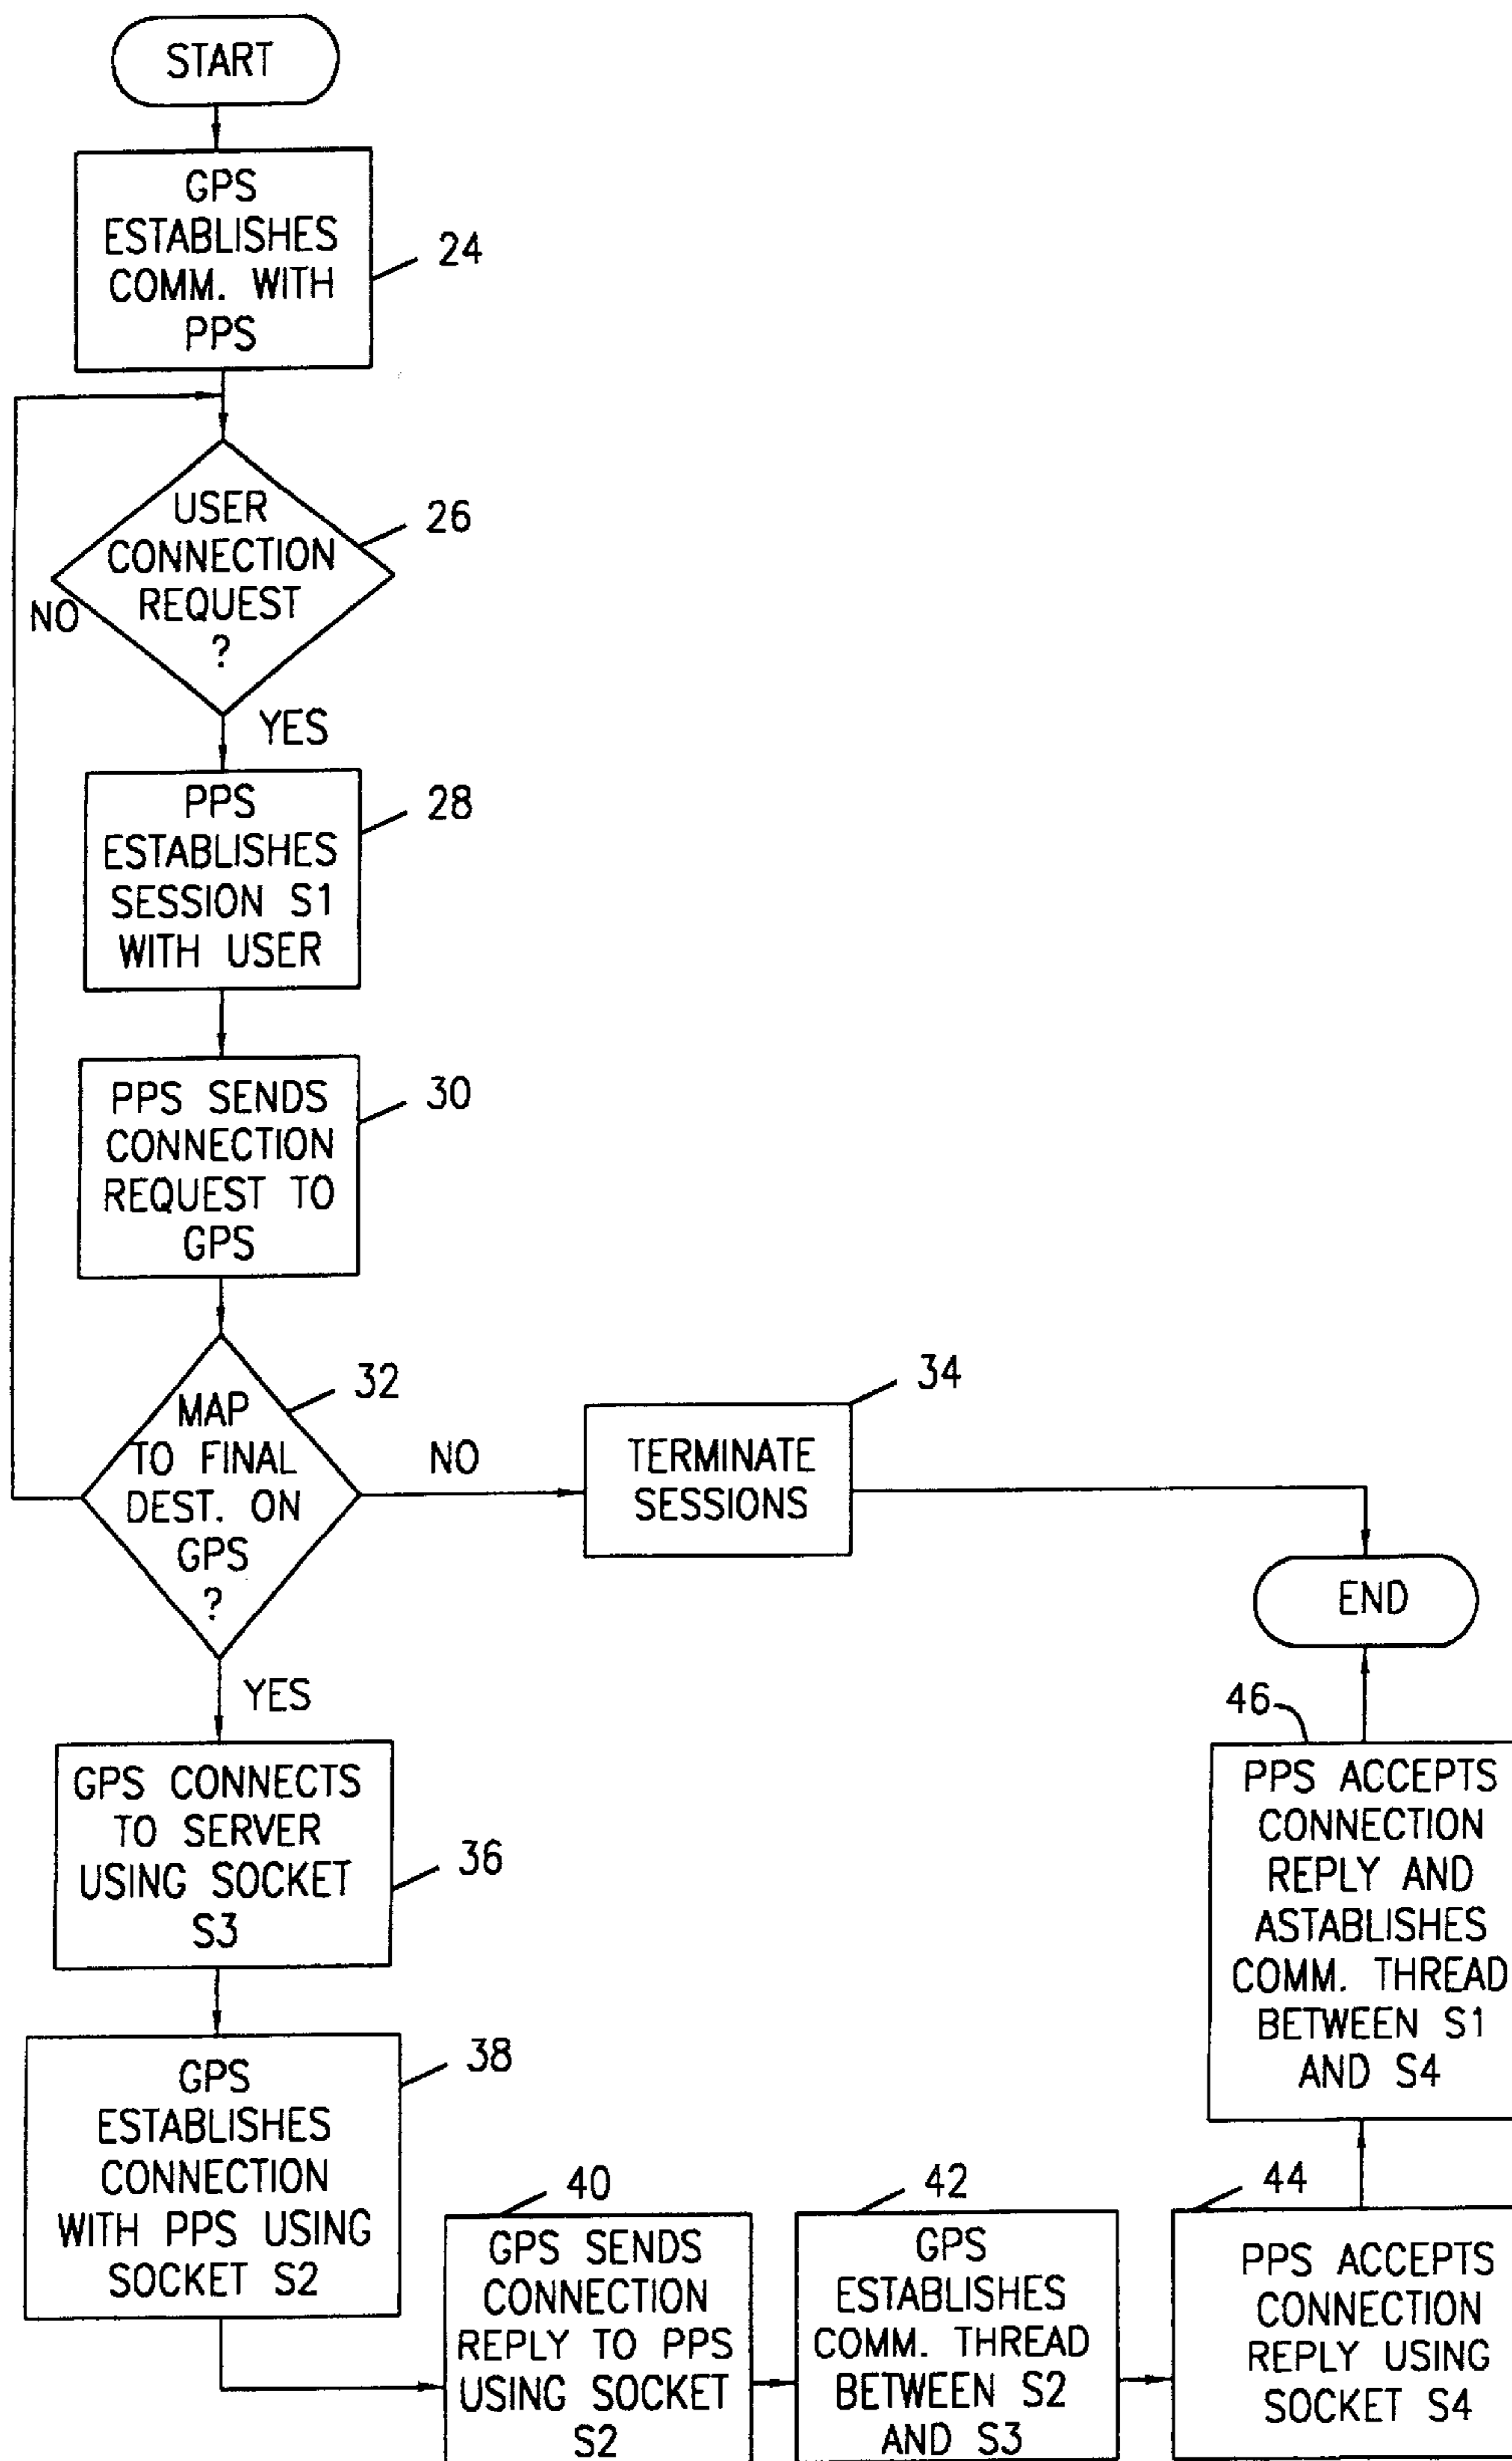 START
GPS
ESTABLISHES
COMM. WITH
PPS
24
USER
CONNECTION
REQUEST
?
26
NO
YES
PPS
ESTABLISHES
SESSION S1
WITH USER
28
PPS SENDS
CONNECTION
REQUEST TO
GPS
30
MAP
TO FINAL
DEST. ON
GPS
?
32
NO
TERMINATE
SESSIONS
34
END
YES
GPS CONNECTS
TO SERVER
USING SOCKET
S3
36
GPS
ESTABLISHES
CONNECTION
WITH PPS USING
SOCKET S2
38
GPS SENDS
CONNECTION
REPLY TO PPS
USING SOCKET
S2
40
GPS
ESTABLISHES
COMM. THREAD
BETWEEN S2
AND S3
42
PPS ACCEPTS
CONNECTION
REPLY USING
SOCKET S4
44
PPS ACCEPTS
CONNECTION
REPLY AND
ASTABLISHES
COMM. THREAD
BETWEEN S1
AND S4
46